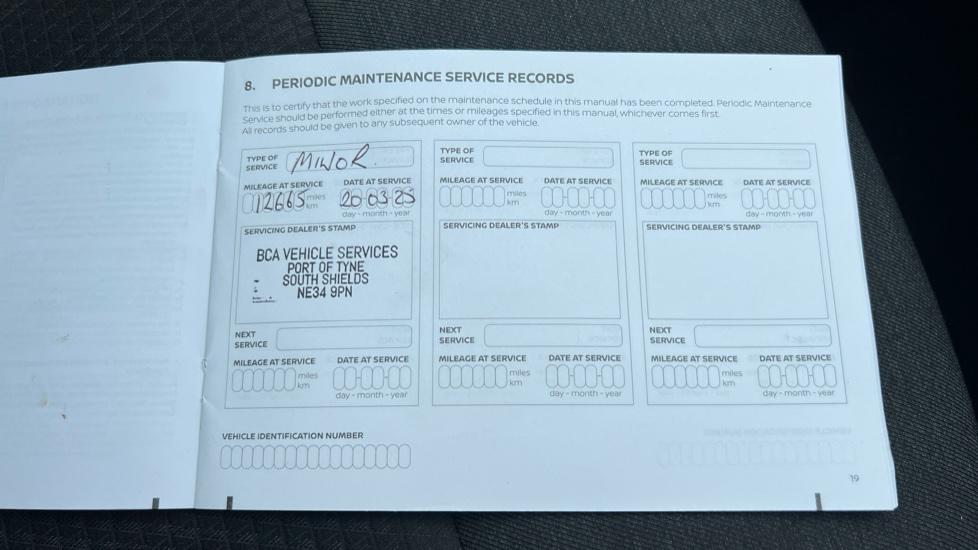 8. PERIODIC MAINTENANCE SERVICE RECORDS
This is to certify that the work specified on the maintenance schedule in this manual has been completed. Periodic Maintenance
Service should be performed either at the times or mileages specified in this manual, whichever comes first.
All records should be given to any subsequent owner of the vehicle.
TYPE OF
SERVICE
MINOR.
MILEAGE AT SERVICE
DATE AT SERVICE
12665 miles
km
20 03 25
day - month - year
SERVICING DEALER'S STAMP
BCA VEHICLE SERVICES
PORT OF TYNE
SOUTH SHIELDS
NE34 9PN
NEXT
SERVICE
MILEAGE AT SERVICE
DATE AT SERVICE
miles
km
day - month - year
TYPE OF
SERVICE
MILEAGE AT SERVICE
DATE AT SERVICE
miles
km
day - month - year
SERVICING DEALER'S STAMP
NEXT
SERVICE
MILEAGE AT SERVICE
DATE AT SERVICE
miles
km
day - month - year
TYPE OF
SERVICE
MILEAGE AT SERVICE
DATE AT SERVICE
miles
km
day - month - year
SERVICING DEALER'S STAMP
NEXT
SERVICE
MILEAGE AT SERVICE
DATE AT SERVICE
miles
km
day - month - year
VEHICLE IDENTIFICATION NUMBER
19